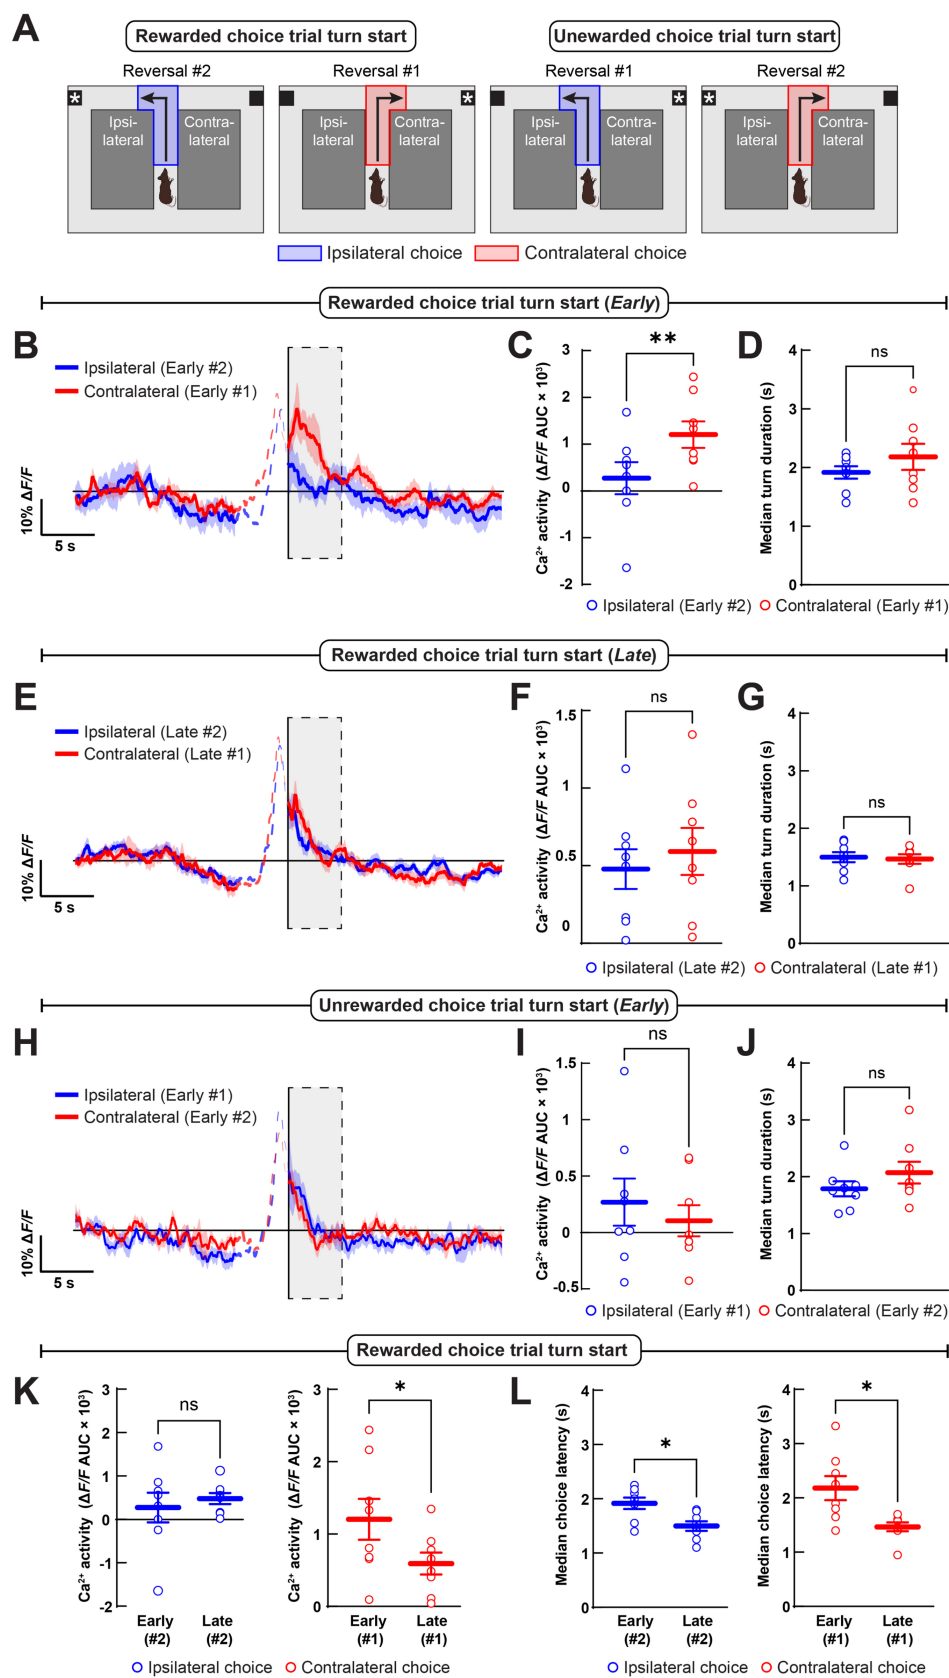 A
Rewarded choice trial turn start
Unewarded choice trial turn start
Reversal #2
Reversal #1
Reversal #1
Reversal #2
*
*
*
*
Ipsi-
lateral
Contra-
lateral
Ipsi-
lateral
Contra-
lateral
Ipsi-
lateral
Contra-
lateral
Ipsi-
lateral
Contra-
lateral
Ipsilateral choice
Contralateral choice
Rewarded choice trial turn start (Early)
B
Ipsilateral (Early #2)
Contralateral (Early #1)
10% ΔF/F
5 s
C
**
Ca²⁺ activity (ΔF/F AUC × 10³)
3
2
1
0
-1
-2
D
ns
Median turn duration (s)
4
3
2
1
0
Ipsilateral (Early #2)
Contralateral (Early #1)
Rewarded choice trial turn start (Late)
E
Ipsilateral (Late #2)
Contralateral (Late #1)
10% ΔF/F
5 s
F
ns
Ca²⁺ activity (ΔF/F AUC × 10³)
1.5
1
0.5
0
G
ns
Median turn duration (s)
4
3
2
1
0
Ipsilateral (Late #2)
Contralateral (Late #1)
Unrewarded choice trial turn start (Early)
H
Ipsilateral (Early #1)
Contralateral (Early #2)
10% ΔF/F
5 s
I
ns
Ca²⁺ activity (ΔF/F AUC × 10³)
1.5
1
0.5
0
-0.5
J
ns
Median turn duration (s)
4
3
2
1
0
Ipsilateral (Early #1)
Contralateral (Early #2)
Rewarded choice trial turn start
K
ns
Ca²⁺ activity (ΔF/F AUC × 10³)
3
2
1
0
-1
-2
Early
(#2)
Late
(#2)
*
Ca²⁺ activity (ΔF/F AUC × 10³)
3
2
1
0
Early
(#1)
Late
(#1)
Ipsilateral choice
Contralateral choice
L
*
Median choice latency (s)
4
3
2
1
0
Early
(#2)
Late
(#2)
*
Median choice latency (s)
4
3
2
1
0
Early
(#1)
Late
(#1)
Ipsilateral choice
Contralateral choice